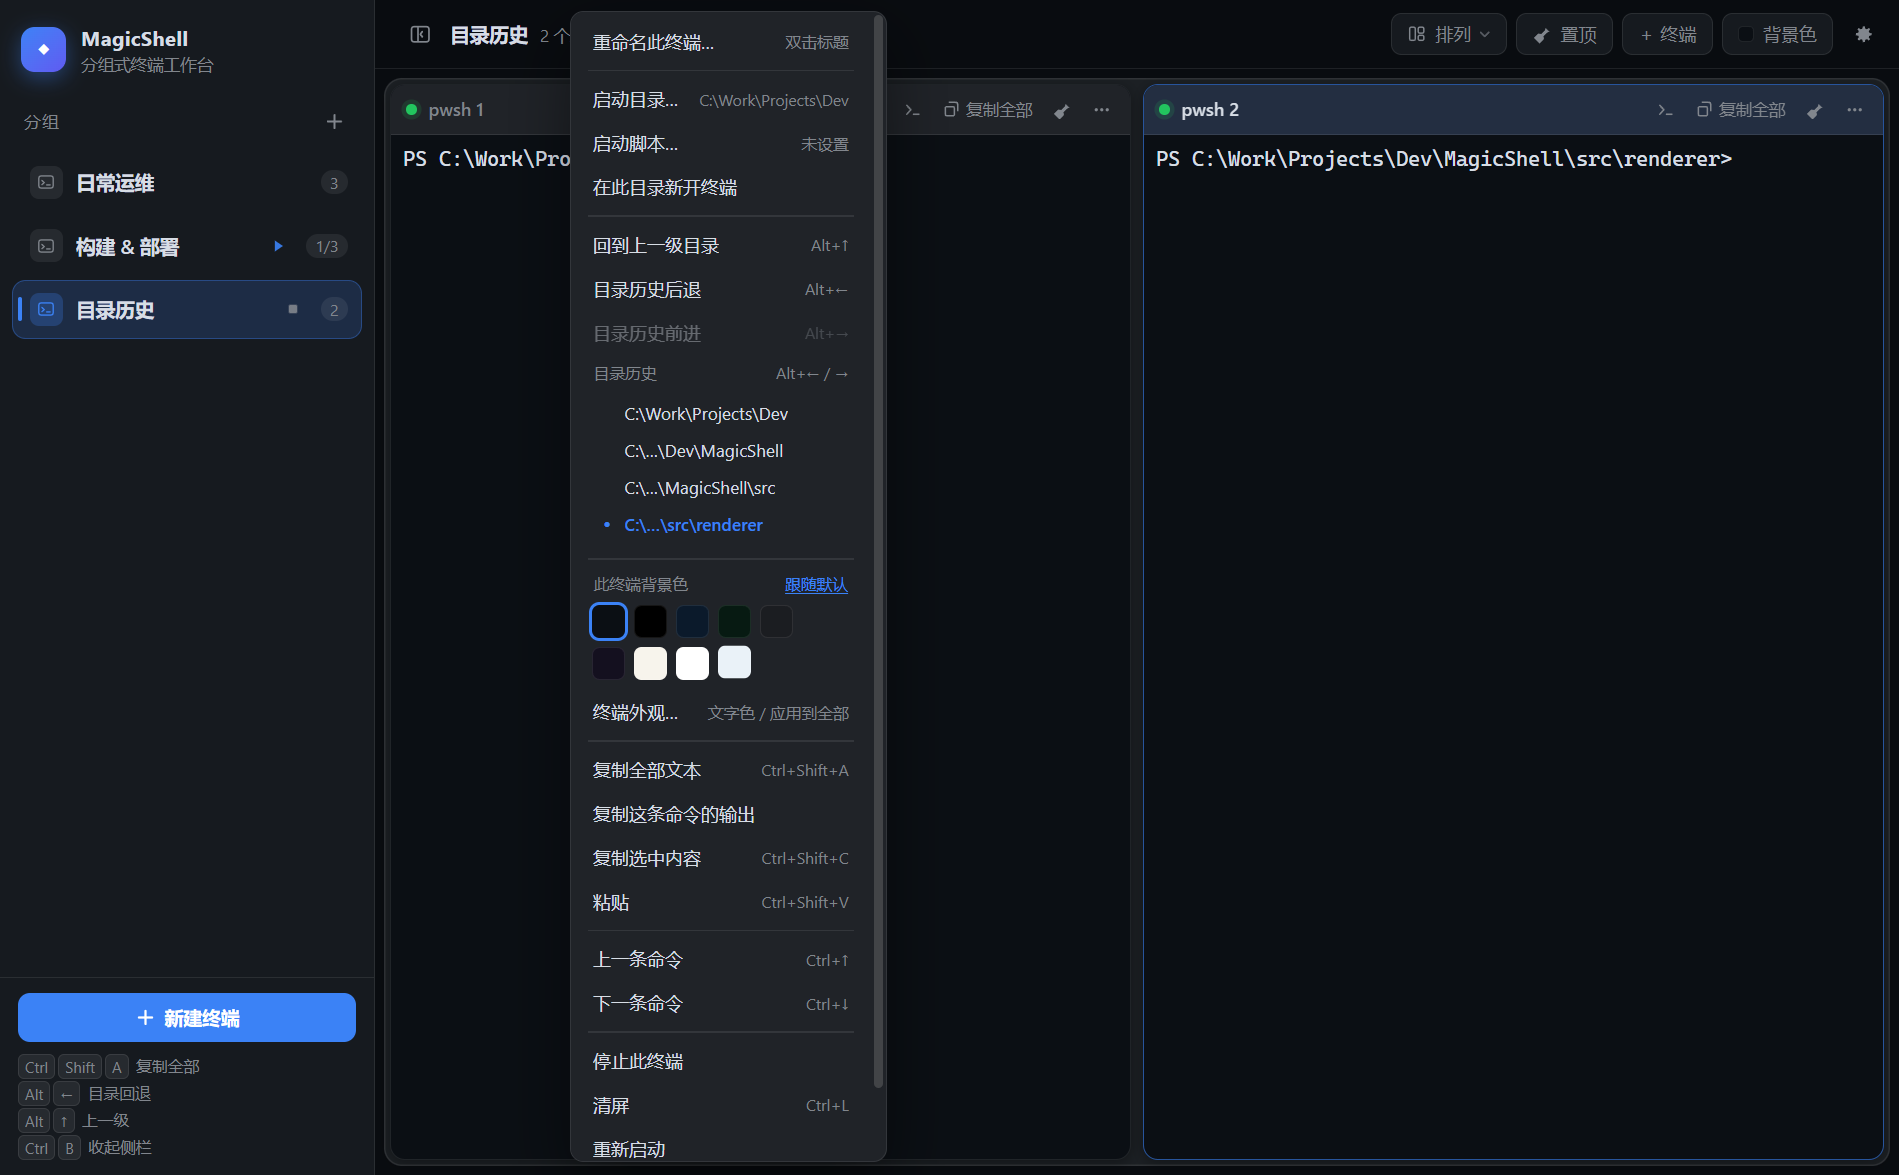 MagicShell
分组式终端工作台
分组
日常运维 3
构建 & 部署 1/3
目录历史 2
新建终端
Ctrl Shift A 复制全部
Alt ← 目录回退
Alt ↑ 上一级
Ctrl B 收起侧栏
目录历史 2 个
排列
置顶
+ 终端
背景色
pwsh 1
复制全部
PS C:\Work\Pro
重命名此终端... 双击标题
启动目录... C:\Work\Projects\Dev
启动脚本... 未设置
在此目录新开终端
回到上一级目录 Alt+↑
目录历史后退 Alt+←
目录历史前进 Alt+→
目录历史 Alt+← / →
C:\Work\Projects\Dev
C:\...\Dev\MagicShell
C:\...\MagicShell\src
• C:\...\src\renderer
此终端背景色 跟随默认
终端外观... 文字色 / 应用到全部
复制全部文本 Ctrl+Shift+A
复制这条命令的输出
复制选中内容 Ctrl+Shift+C
粘贴 Ctrl+Shift+V
上一条命令 Ctrl+↑
下一条命令 Ctrl+↓
停止此终端
清屏 Ctrl+L
重新启动
pwsh 2
复制全部
PS C:\Work\Projects\Dev\MagicShell\src\renderer>